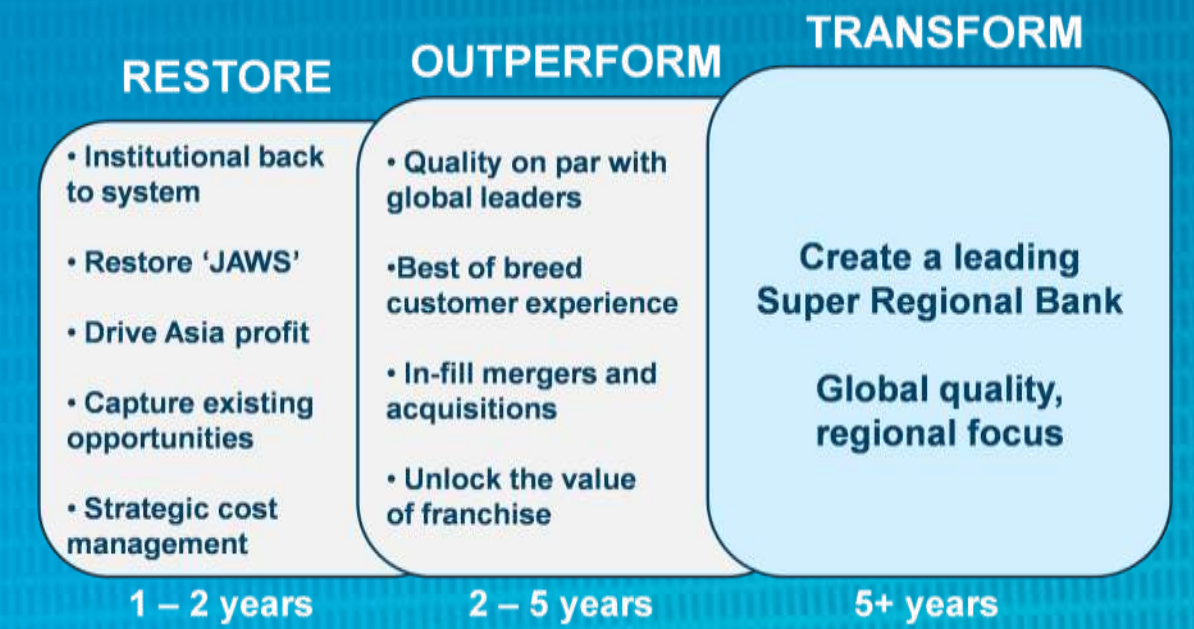 RESTORE
• Institutional back
to system
• Restore ‘JAWS’
• Drive Asia profit
• Capture existing
opportunities
• Strategic cost
management
1 – 2 years
OUTPERFORM
• Quality on par with
global leaders
•Best of breed
customer experience
• In-fill mergers and
acquisitions
• Unlock the value
of franchise
2 – 5 years
TRANSFORM
Create a leading
Super Regional Bank
Global quality,
regional focus
5+ years